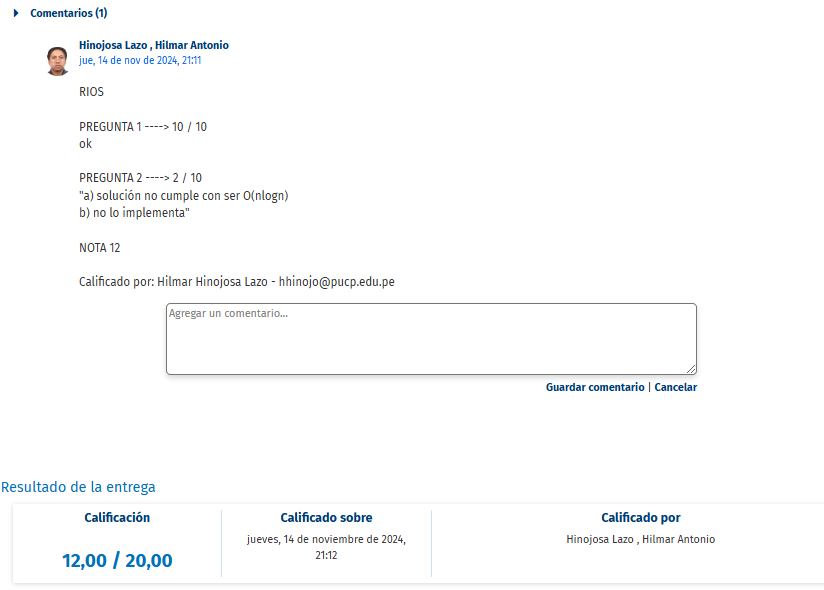 Comentarios (1)
Hinojosa Lazo , Hilmar Antonio
jue, 14 de nov de 2024, 21:11
RIOS
PREGUNTA 1 ----> 10 / 10
ok
PREGUNTA 2 ----> 2 / 10
"a) solución no cumple con ser O(nlogn)
b) no lo implementa"
NOTA 12
Calificado por: Hilmar Hinojosa Lazo - hhinojo@pucp.edu.pe
Agregar un comentario...
Guardar comentario | Cancelar
Resultado de la entrega
Calificación
12,00 / 20,00
Calificado sobre
jueves, 14 de noviembre de 2024,
21:12
Calificado por
Hinojosa Lazo , Hilmar Antonio